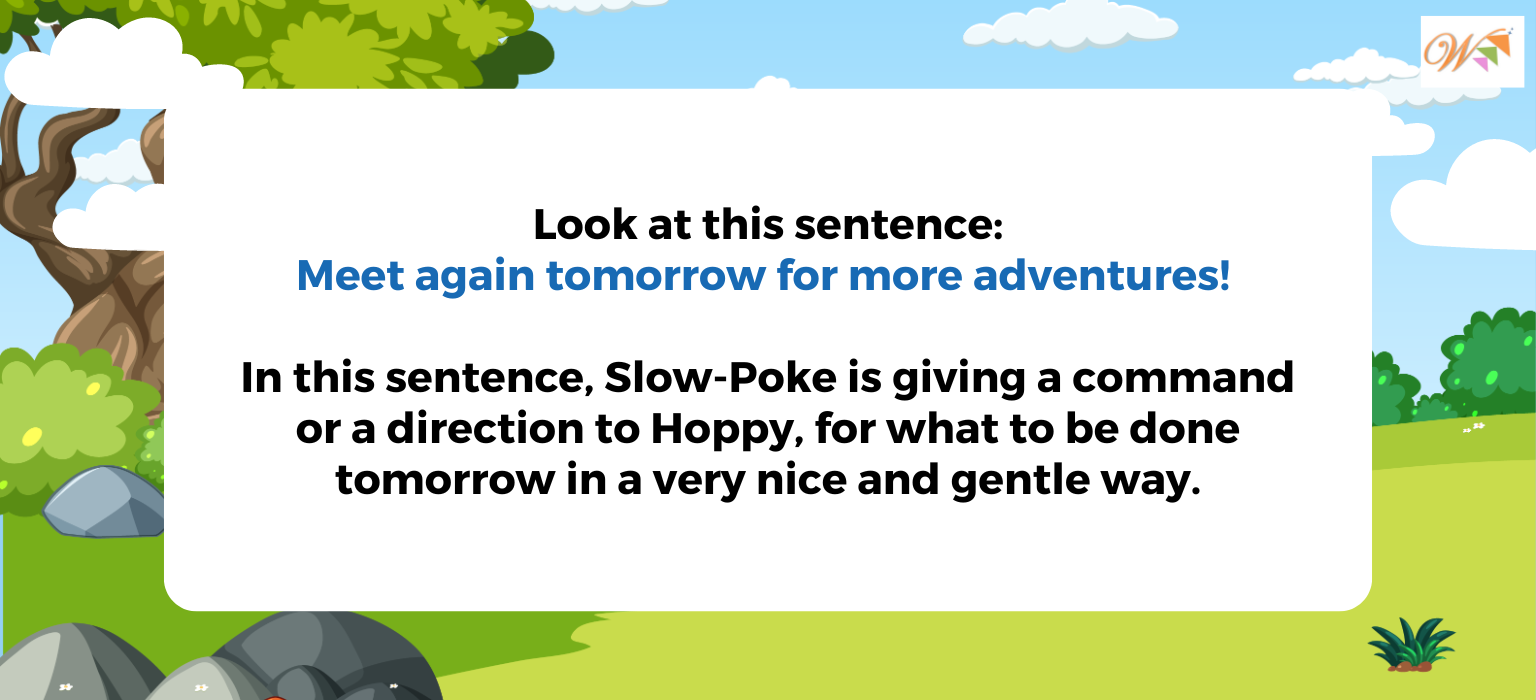 W
Look at this sentence:
Meet again tomorrow for more adventures!
In this sentence, Slow-Poke is giving a command
or a direction to Hoppy, for what to be done
tomorrow in a very nice and gentle way.